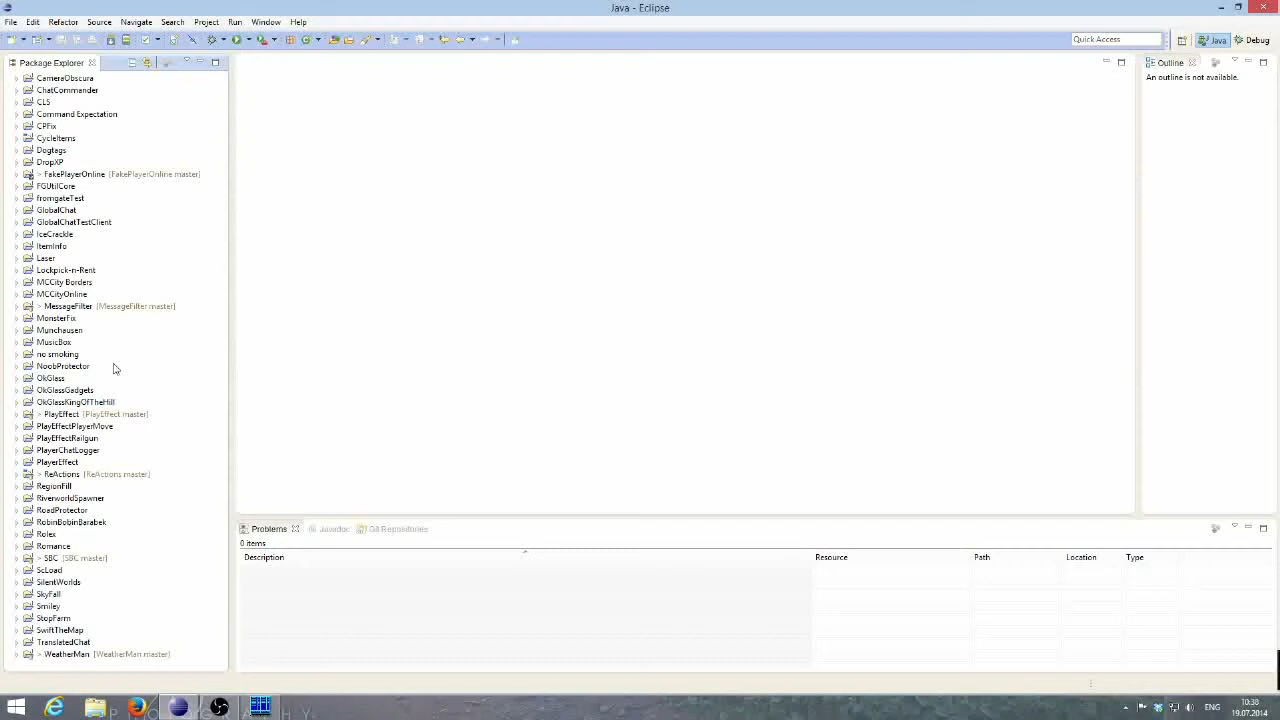 Java - Eclipse
File Edit Refactor Source Navigate Search Project Run Window Help
Quick Access Java Debug
Package Explorer
CameraObscura
ChatCommander
CLS
Command Expectation
CPFix
CycleItems
Dogtags
DropXP
> FakePlayerOnline [FakePlayerOnline master]
FGUtilCore
fromgateTest
GlobalChat
GlobalChatTestClient
IceCrackle
ItemInfo
Laser
Lockpick-n-Rent
MCCity Borders
MCCityOnline
> MessageFilter [MessageFilter master]
MonsterFix
Munchausen
MusicBox
no smoking
NoobProtector
OkGlass
OkGlassGadgets
OkGlassKingOfTheHill
> PlayEffect [PlayEffect master]
PlayEffectPlayerMove
PlayEffectRailgun
PlayerChatLogger
PlayerEffect
> ReActions [ReActions master]
RegionFill
RiverworldSpawner
RoadProtector
RobinBobinBarabek
Rolex
Romance
> SBC [SBC master]
ScLoad
SilentWorlds
SkyFall
Smiley
StopFarm
SwiftTheMap
TranslatedChat
> WeatherMan [WeatherMan master]
Outline
An outline is not available.
Problems Javadoc Git Repositories
0 items
Description Resource Path Location Type
ENG
10:38
19.07.2014